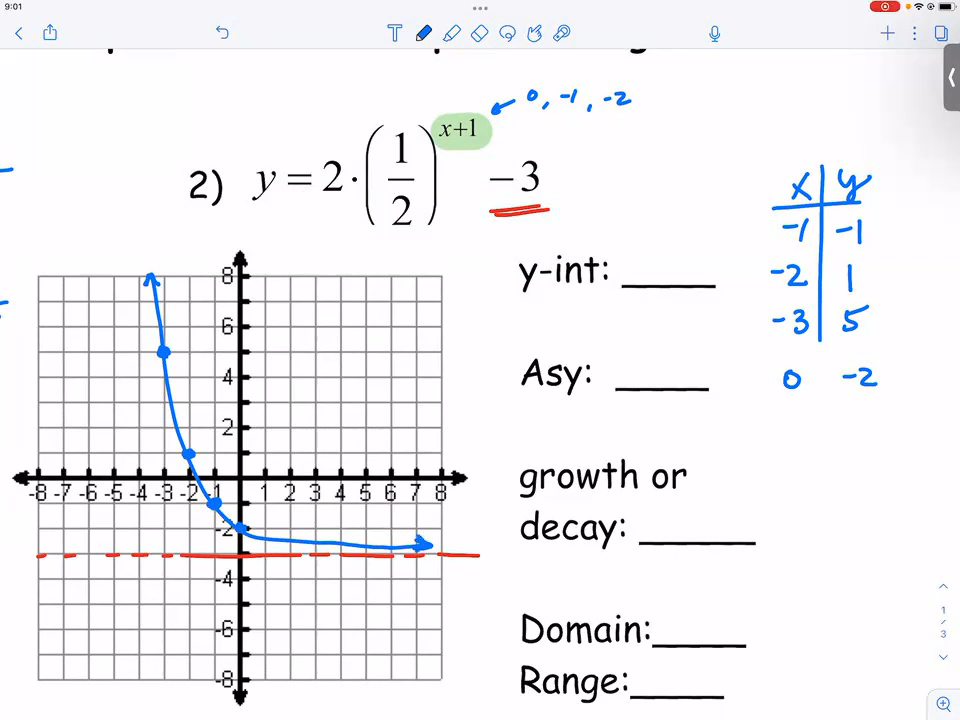 9:01
0, -1, -2
2) y = 2 · (1/2)^(x+1) - 3
x y
-1 -1
-2 1
-3 5
0 -2
y-int: _____
Asy: _____
growth or
decay: _____
Domain:_____
Range:_____
8
6
4
2
-8 -7 -6 -5 -4 -3 -2 -1 1 2 3 4 5 6 7 8
-2
-4
-6
-8
1
/
3